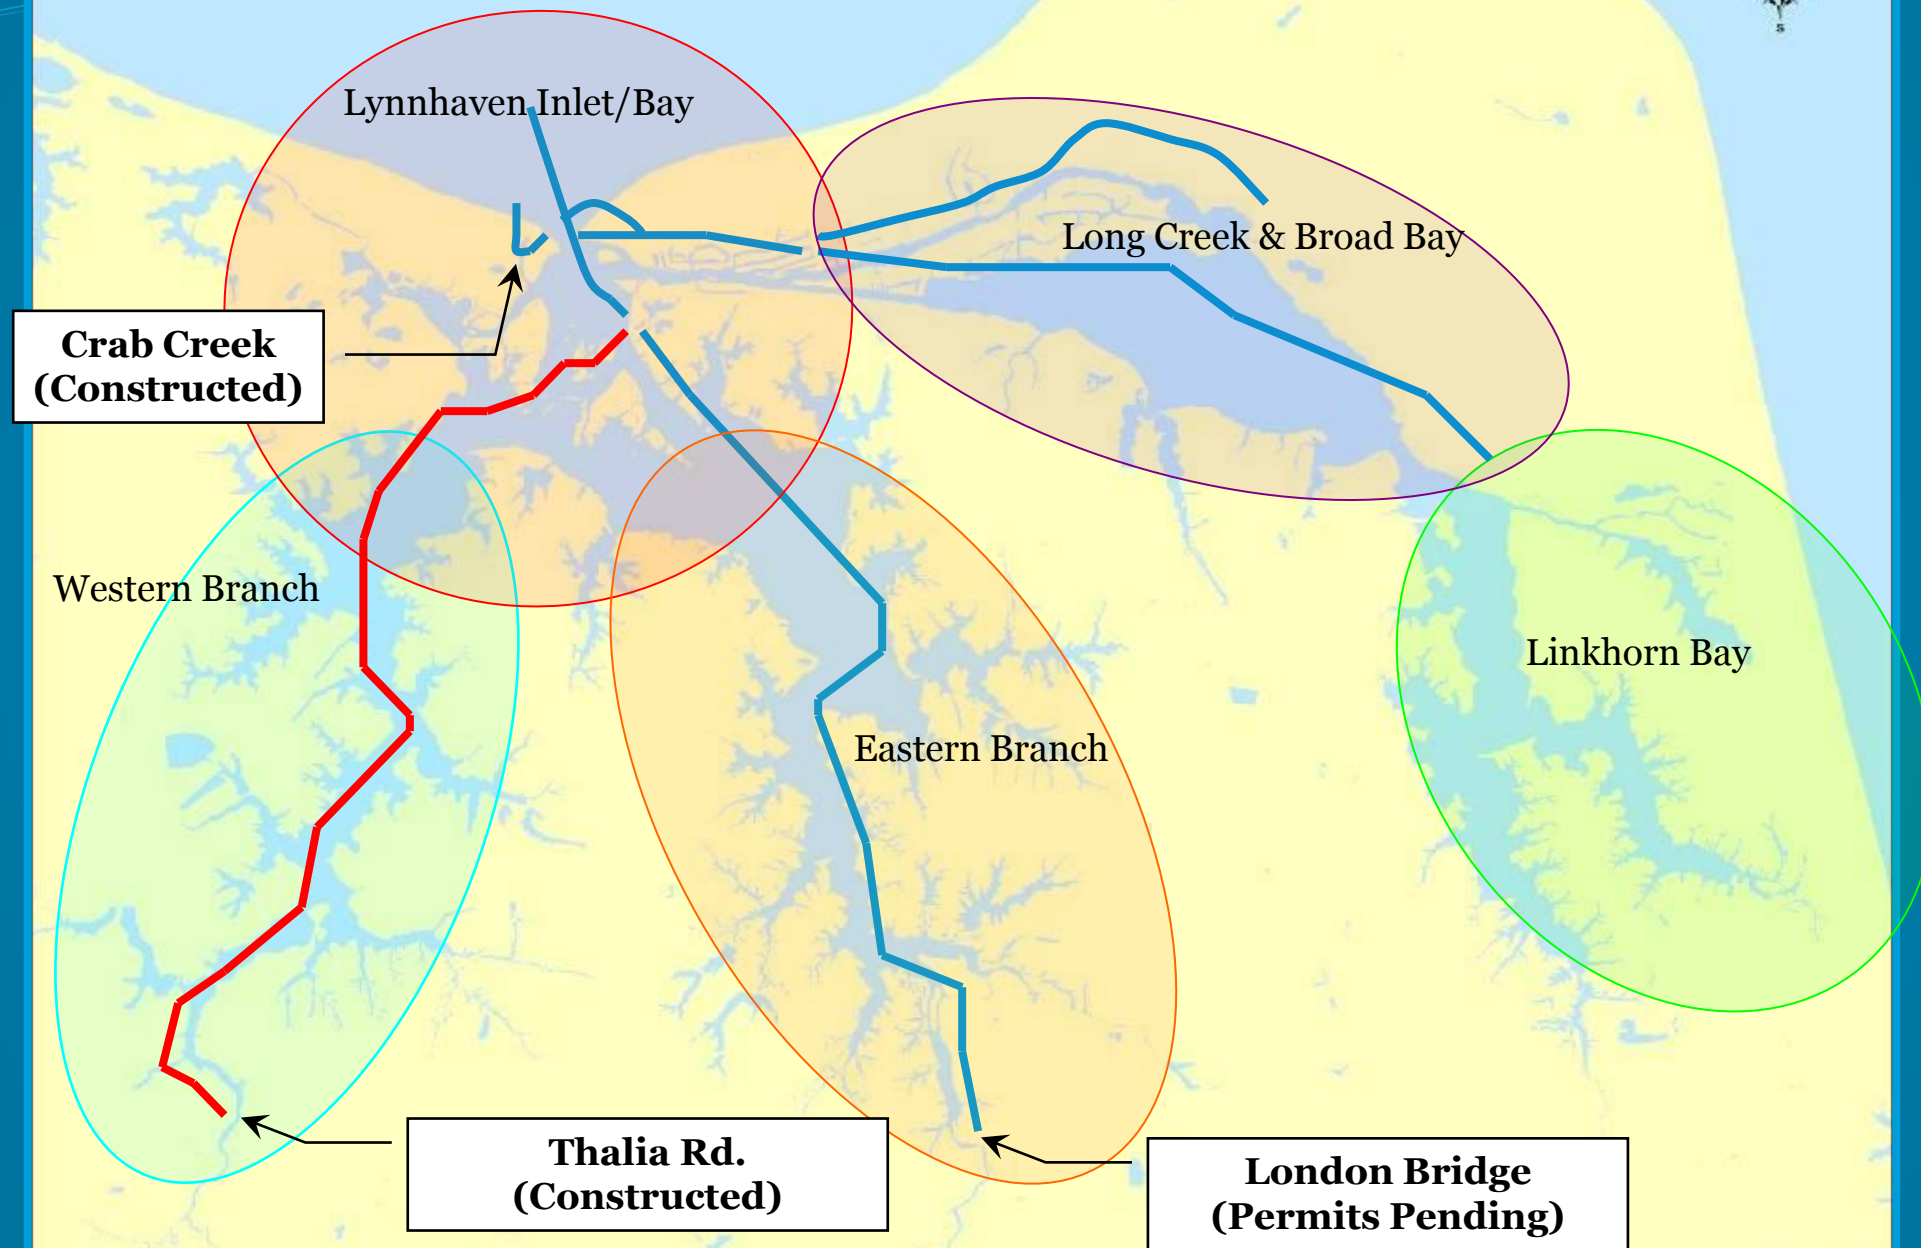 S
Lynnhaven Inlet/Bay
Long Creek & Broad Bay
Crab Creek
(Constructed)
Western Branch
Linkhorn Bay
Eastern Branch
Thalia Rd.
(Constructed)
London Bridge
(Permits Pending)